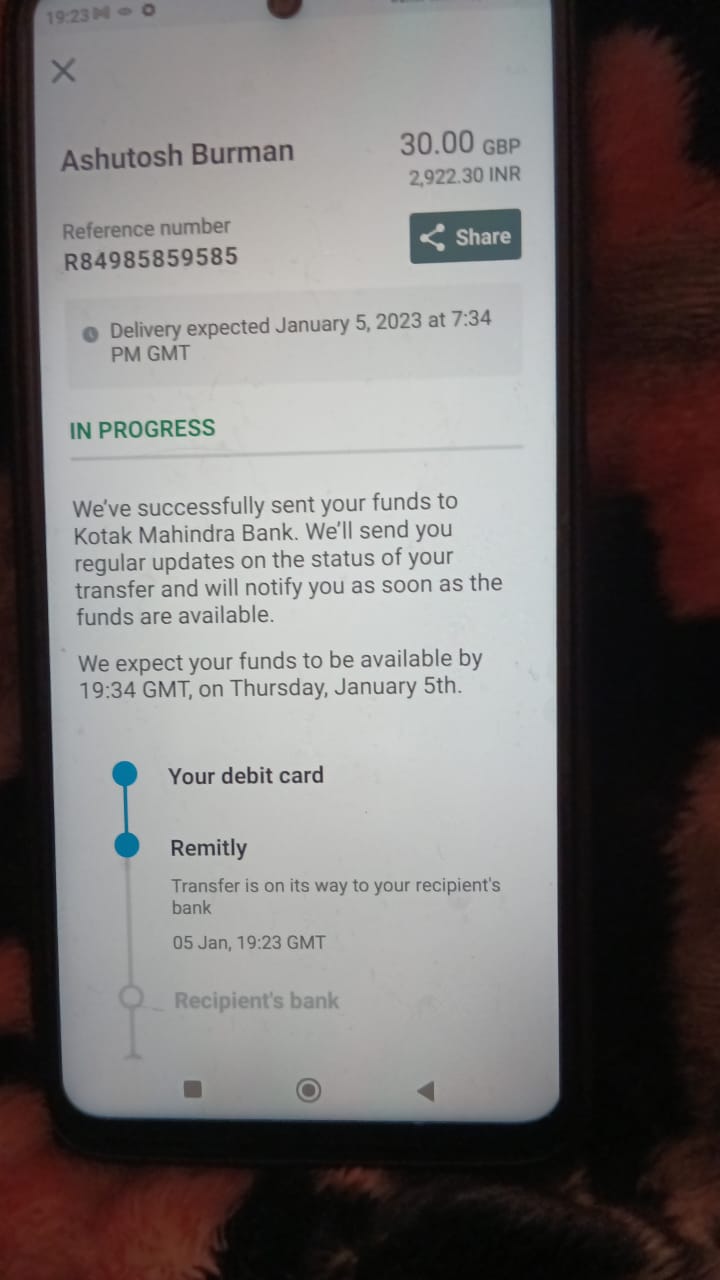 19:23
Ashutosh Burman
30.00 GBP
2,922.30 INR
Reference number
R84985859585
Share
Delivery expected January 5, 2023 at 7:34
PM GMT
IN PROGRESS
We've successfully sent your funds to
Kotak Mahindra Bank. We'll send you
regular updates on the status of your
transfer and will notify you as soon as the
funds are available.
We expect your funds to be available by
19:34 GMT, on Thursday, January 5th.
Your debit card
Remitly
Transfer is on its way to your recipient's
bank
05 Jan, 19:23 GMT
Recipient's bank